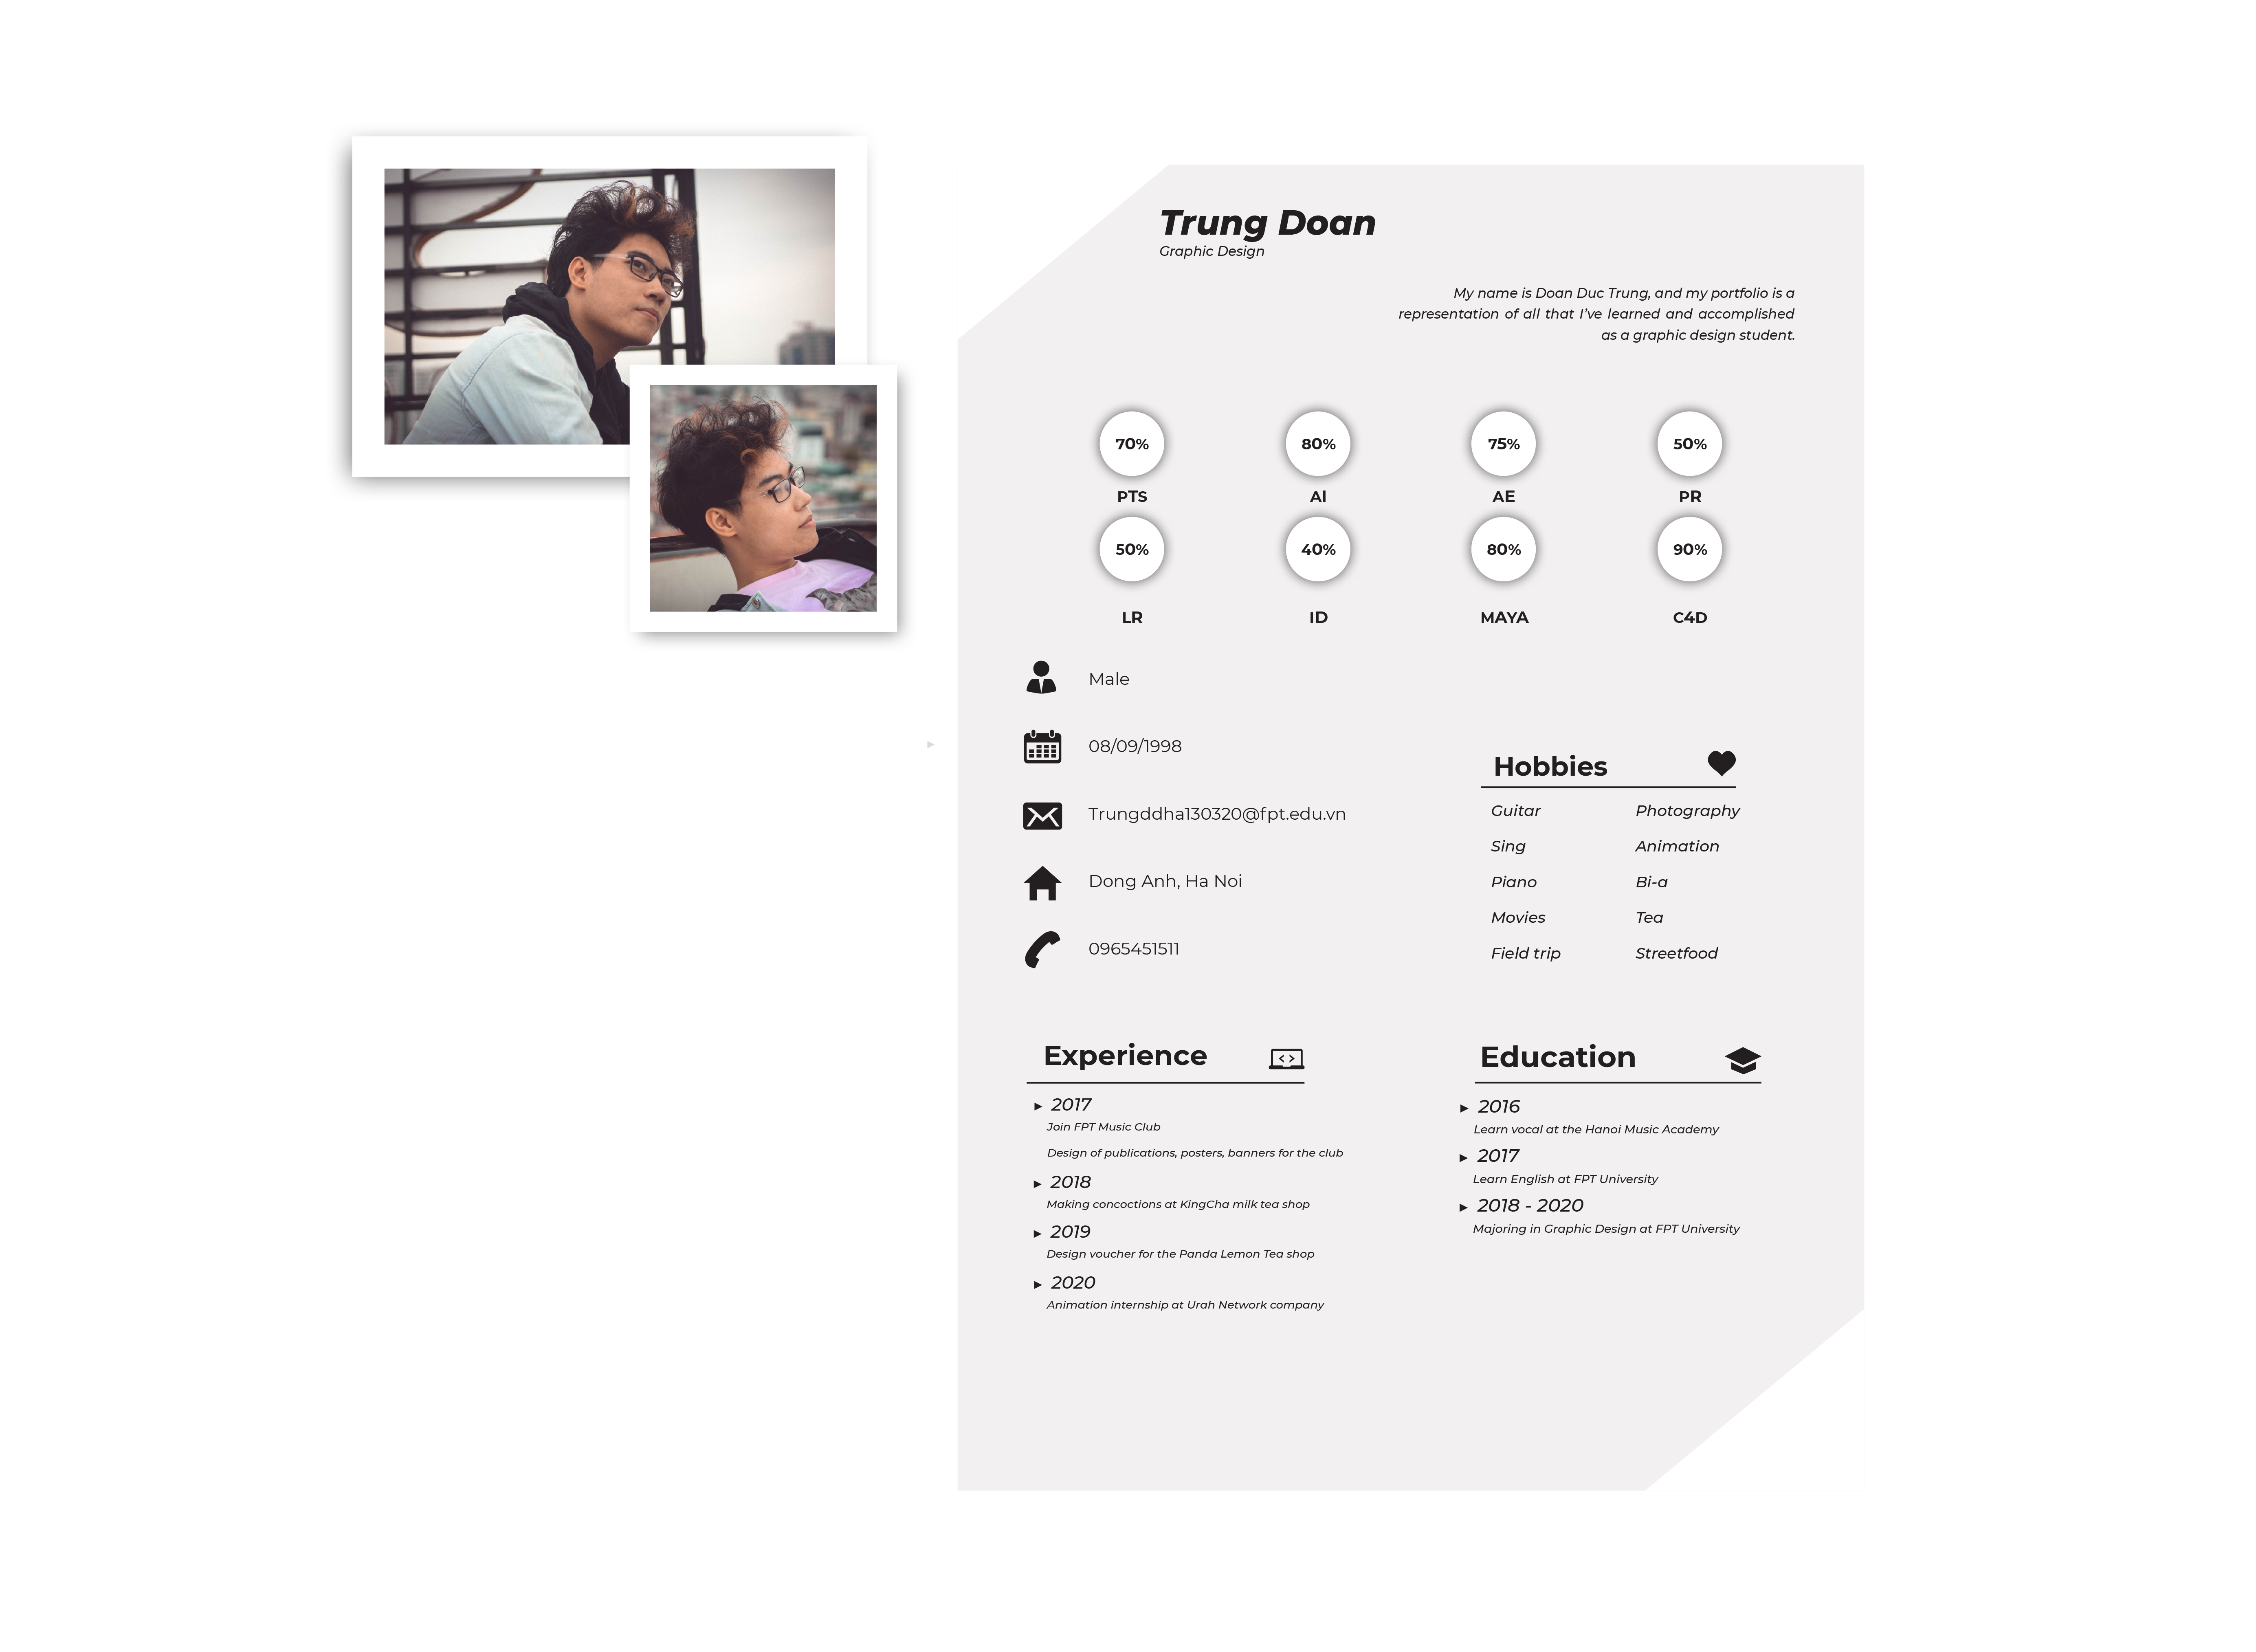 Trung Doan
Graphic Design
My name is Doan Duc Trung, and my portfolio is a
representation of all that I've learned and accomplished
as a graphic design student.
70% 80% 75% 50%
PTS AI AE PR
50% 40% 80% 90%
LR ID MAYA C4D
Male
08/09/1998
Trungddha130320@fpt.edu.vn
Dong Anh, Ha Noi
0965451511
Hobbies
Guitar Photography
Sing Animation
Piano Bi-a
Movies Tea
Field trip Streetfood
Experience
▸ 2017
Join FPT Music Club
Design of publications, posters, banners for the club
▸ 2018
Making concoctions at KingCha milk tea shop
▸ 2019
Design voucher for the Panda Lemon Tea shop
▸ 2020
Animation internship at Urah Network company
Education
▸ 2016
Learn vocal at the Hanoi Music Academy
▸ 2017
Learn English at FPT University
▸ 2018 - 2020
Majoring in Graphic Design at FPT University